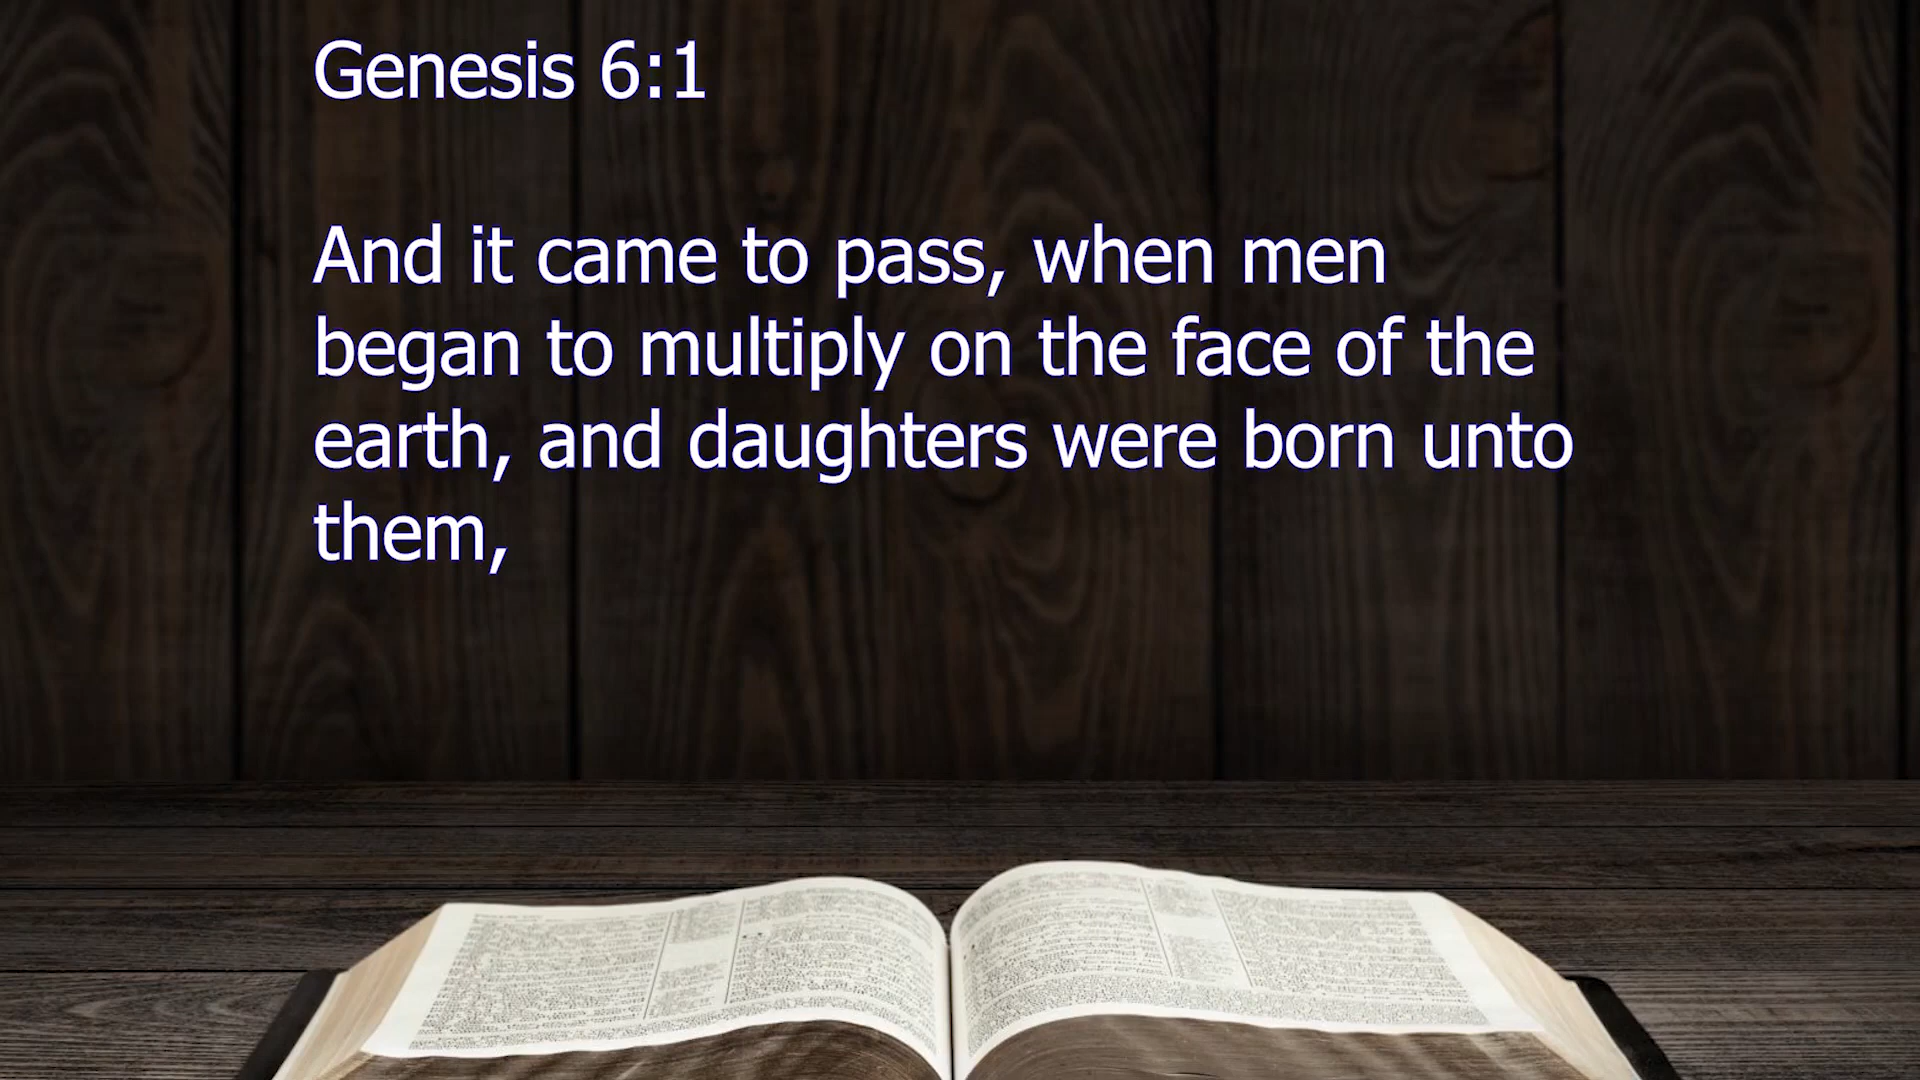 Genesis 6:1
And it came to pass, when men
began to multiply on the face of the
earth, and daughters were born unto
them,